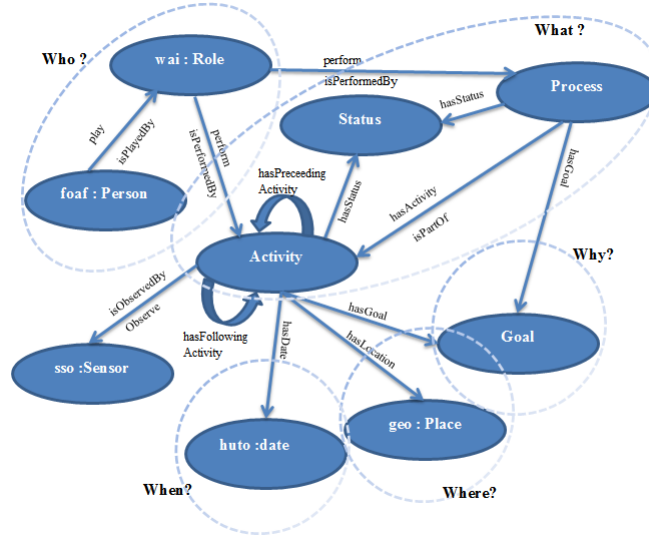 What ?
Who ?
wai : Role
perform
isPerformedBy
Process
hasStatus
Status
play
isPlayedBy
perform
isPerformedBy
hasPreceeding
Activity
hasStatus
hasActivity
isPartOf
hasGoal
foaf : Person
Activity
Why?
isObservedBy
Observe
hasFollowing
Activity
hasDate
hasGoal
hasLocation
Goal
sso :Sensor
huto :date
geo : Place
When?
Where?